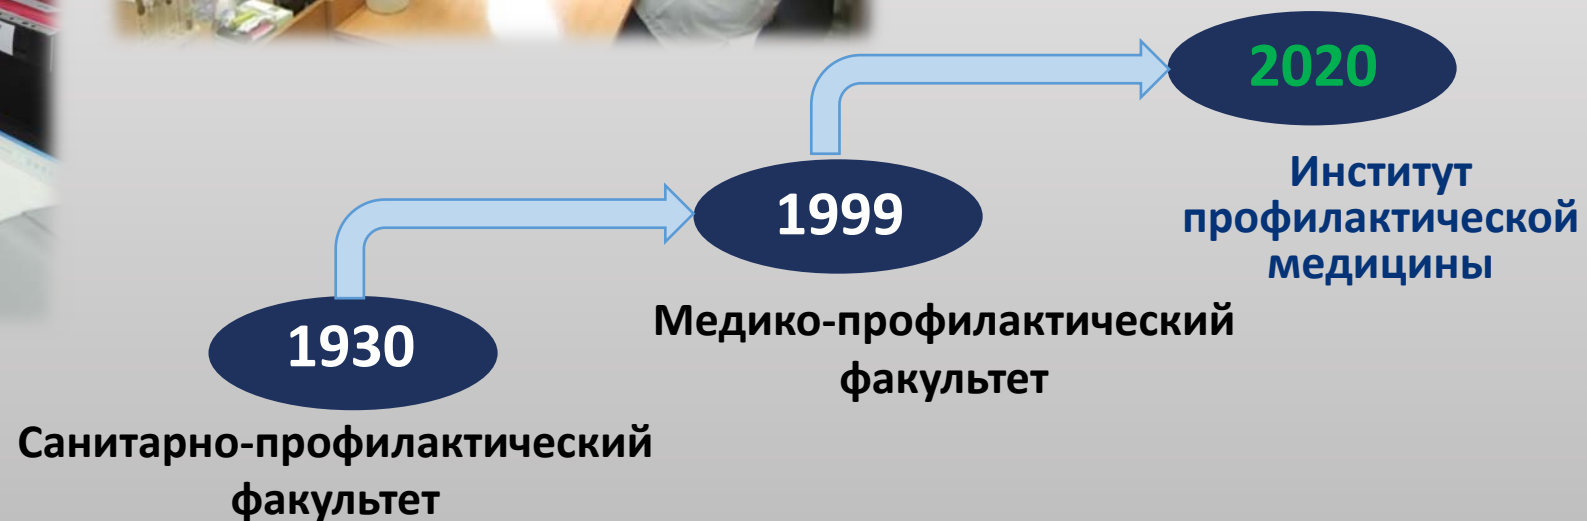 2020
Институт
профилактической
медицины
1999
Медико-профилактический
факультет
1930
Санитарно-профилактический
факультет